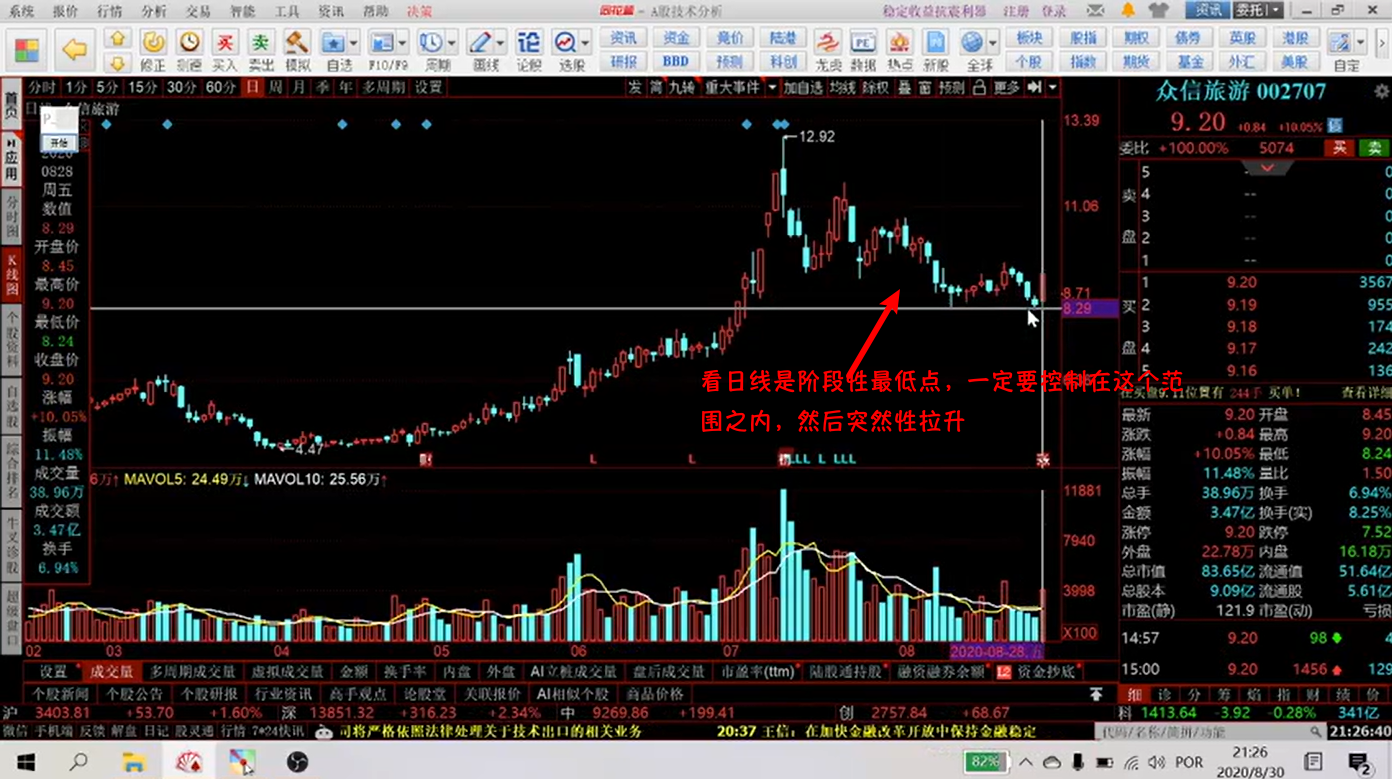 系统 报价 行情 分析 交易 智能 工具 资讯 帮助 决策
同花顺 - A股技术分析
稳定收益抗震利器 注册 登录 资讯 委托
修正 测速 买入 卖出 模拟 自选 F10/F9 周期 画线 论股 选股
资讯 资金 竞价 陆港
研报 BBD 预测 科创
龙虎 数据 热点 新股 全球
板块 股指 期权 债券 英股 港股
个股 指数 期货 基金 外汇 美股
自定
分时 1分 5分 15分 30分 60分 日 周 月 季 年 多周期 设置
发 简 九转 重大事件 加自选 均线 除权 叠 窗 预测 更多
首页
应用
分时图
K线图
个股资料
自选股
综合排名
牛叉诊股
超级盘口
开始
0828
周五
数值
8.29
开盘价
8.45
最高价
9.20
最低价
8.24
收盘价
9.20
涨幅
+10.05%
振幅
11.48%
成交量
38.96万
成交额
3.47亿
换手
6.94%
12.92
4.47
13.39
11.06
8.71
8.29
看日线是阶段性最低点，一定要控制在这个范
围之内，然后突然性拉升
MAVOL5: 24.49万↓ MAVOL10: 25.56万↑
11881
7940
3998
X100
02 03 04 05 06 07 08 2020-08-28,五
众信旅游 002707
9.20 +0.84 +10.05%
委比 +100.00% 5074 买 卖
卖盘
5 -- 0
4 -- 0
3 -- 0
2 -- 0
1 -- 0
买盘
1 9.20 3567
2 9.19 955
3 9.18 174
4 9.17 242
5 9.16 136
在买盘9.11位置有 244手 买单! 查看详细
最新 9.20 开盘 8.45
涨跌 +0.84 最高 9.20
涨幅 +10.05% 最低 8.24
振幅 11.48% 量比 1.50
总手 38.96万 换手 6.94%
金额 3.47亿 换手(实) 8.25%
涨停 9.20 跌停 7.52
外盘 22.78万 内盘 16.18万
总市值 83.65亿 流通值 51.64亿
总股本 9.09亿 流通股 5.61亿
市盈(静) 121.9 市盈(动) 亏损
14:57 9.20 98 4
15:00 9.20 1456 129
细 诊 分 筹 焰 指 财 绩 价
设置 成交量 多周期成交量 虚拟成交量 金额 换手率 内盘 外盘 AI立桩成交量 盘后成交量 市盈率(ttm) 陆股通持股 融资融券余额 L2 资金抄底
个股新闻 个股公告 个股研报 行业资讯 高手观点 论股堂 关联报价 AI相似个股 商品价格
沪 3403.81 +53.70 +1.60% 深 13851.32 +316.23 +2.34% 中 9269.86 +199.41 创 2757.84 +68.67 科 1413.64 -3.92 -0.28% 341亿
微信 手机端 反馈 解盘 日记 股灵通 行情 7*24快讯
司将严格依照法律处理关于技术出口的相关业务 20:37 王信：在加快金融改革开放中保持金融稳定
代码/名称/简拼/功能 21:26:40
82% POR 21:26
2020/8/30
2